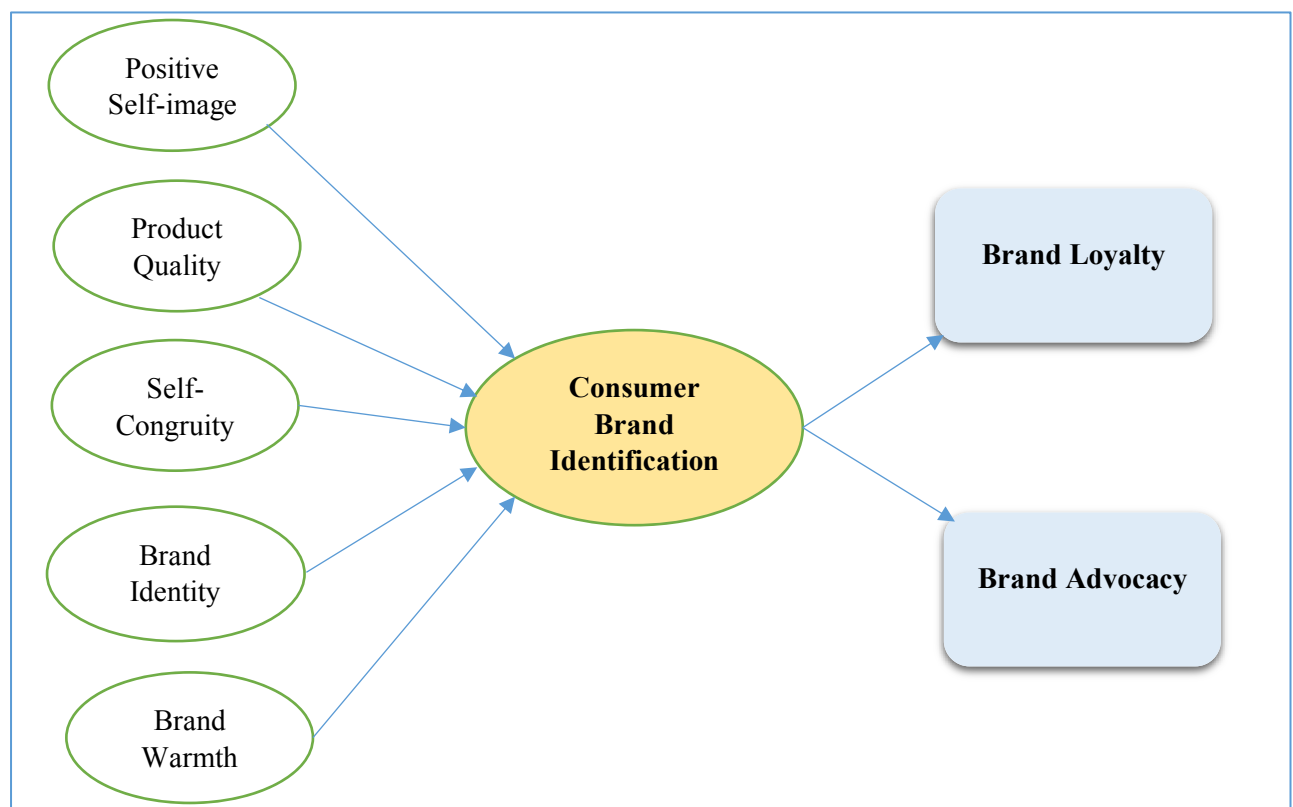 Positive
Self-image
Product
Quality
Self-
Congruity
Brand
Identity
Brand
Warmth
Consumer
Brand
Identification
Brand Loyalty
Brand Advocacy